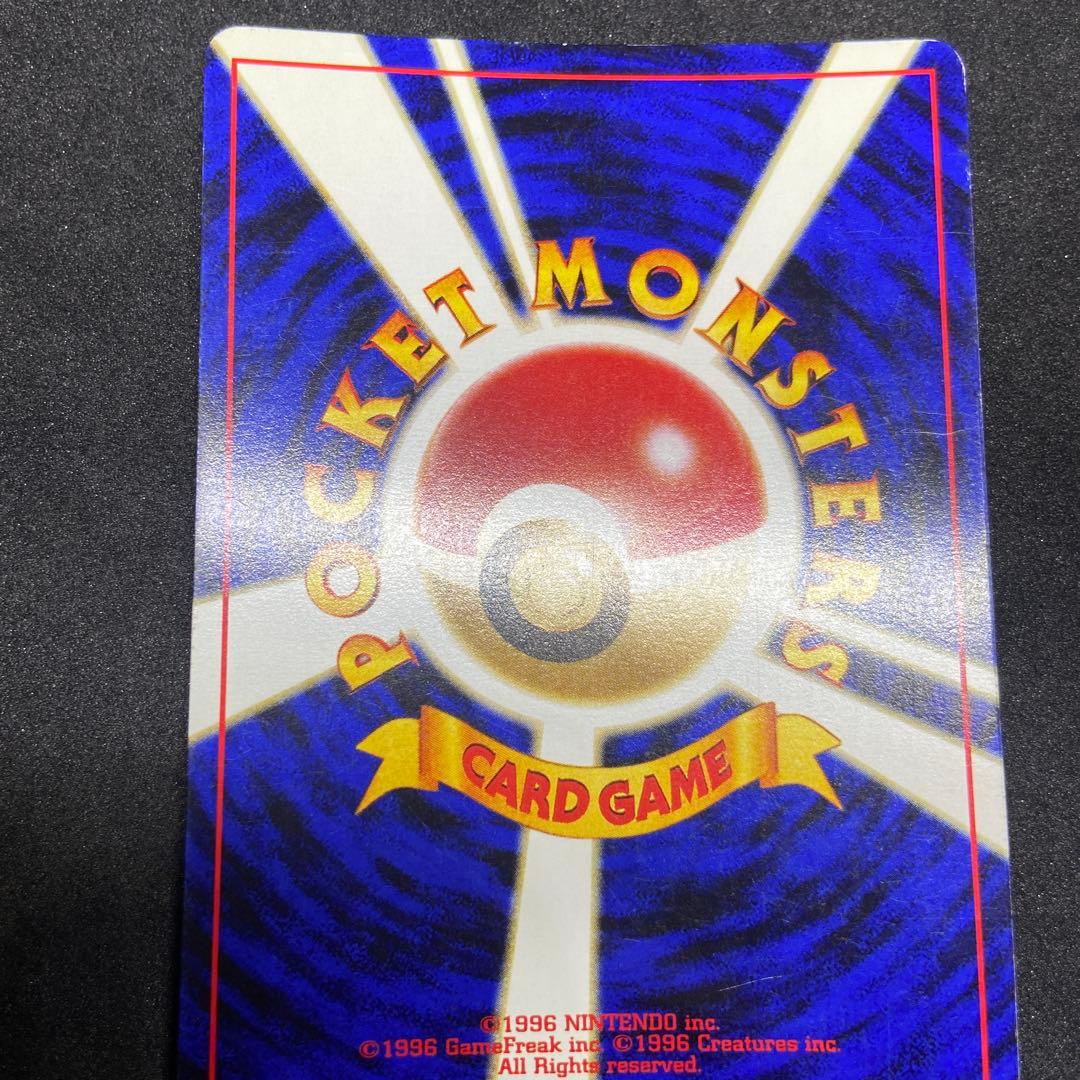 POCKET MONSTERS
CARD GAME
©1996 NINTENDO inc.
©1996 GameFreak inc. ©1996 Creatures inc.
All Rights reserved.